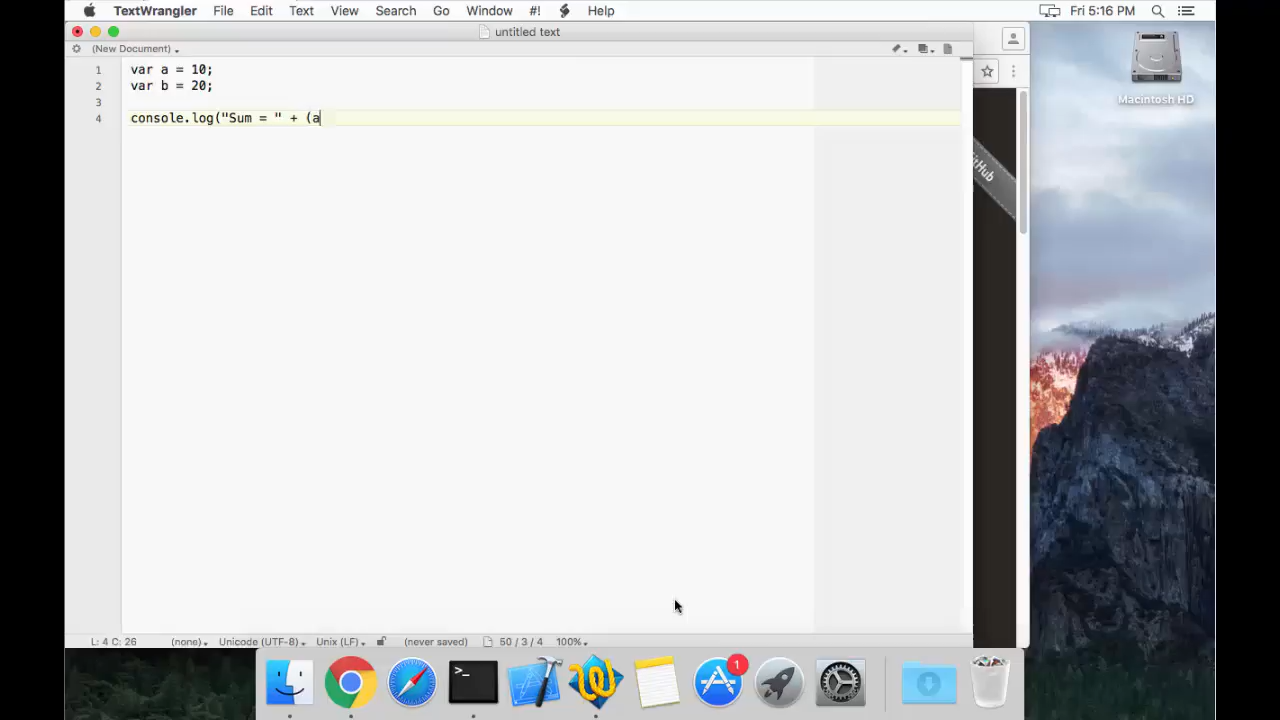 TextWrangler File Edit Text View Search Go Window #! Help Fri 5:16 PM
untitled text
(New Document)
1 var a = 10;
2 var b = 20;
3
4 console.log("Sum = " + (a
Macintosh HD
L: 4 C: 26 (none) Unicode (UTF-8) Unix (LF) (never saved) 50 / 3 / 4 100%
>_
1